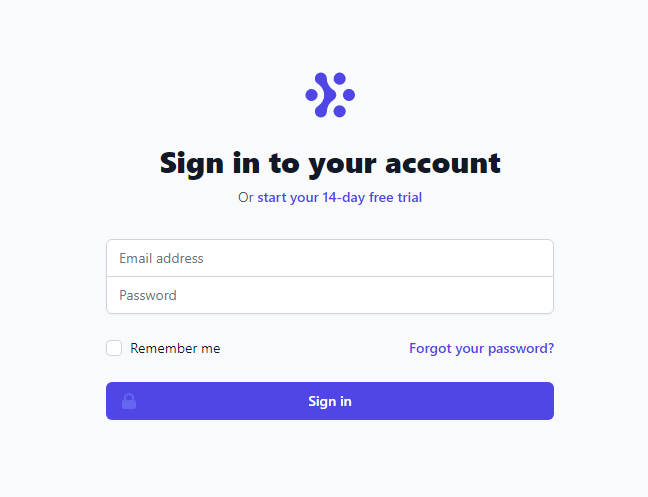 Sign in to your account
Or start your 14-day free trial
Email address
Password
Remember me
Forgot your password?
Sign in